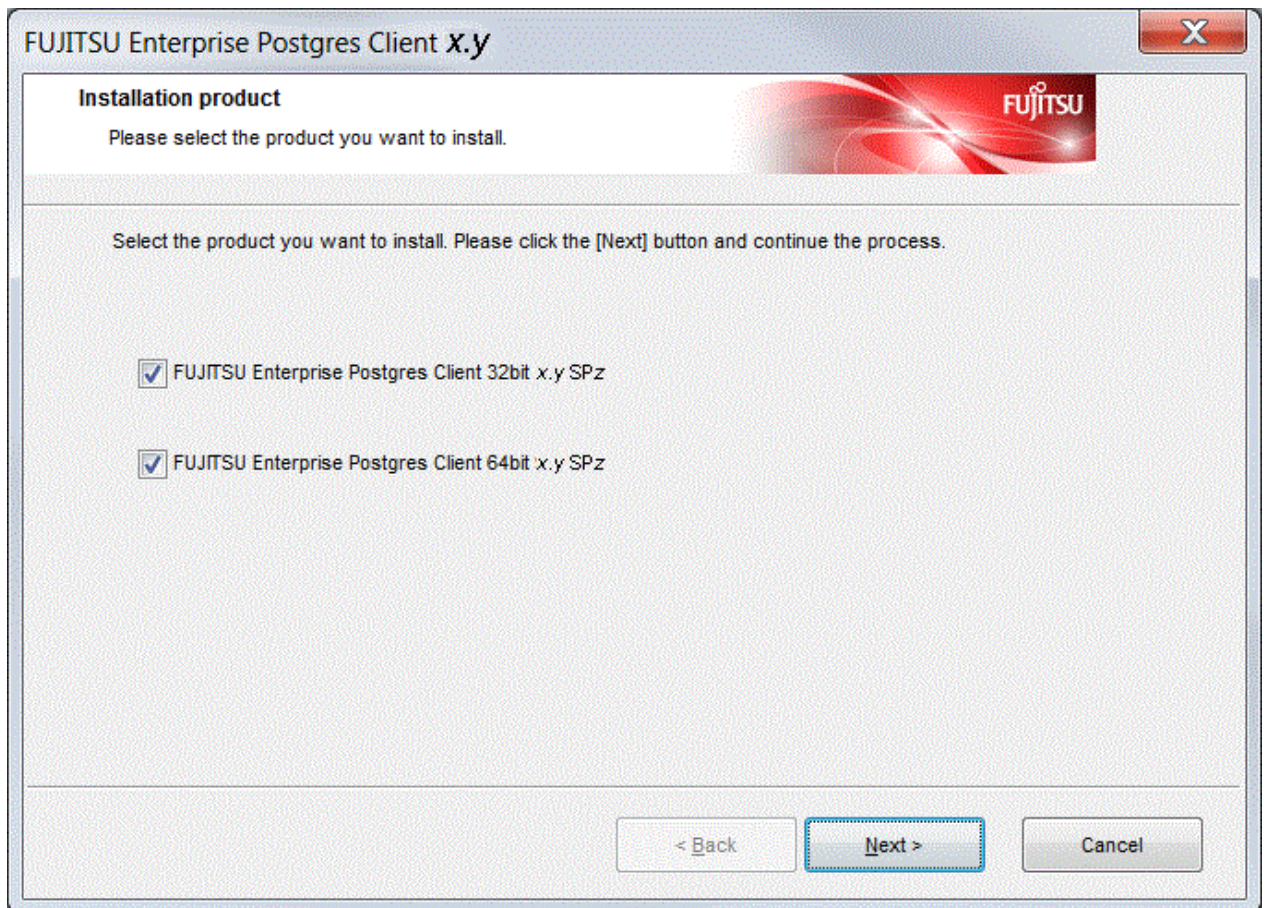 FUJITSU Enterprise Postgres Client x.y
X
Installation product
FUJITSU
Please select the product you want to install.
Select the product you want to install. Please click the [Next] button and continue the process.
FUJITSU Enterprise Postgres Client 32bit x.y SPz
FUJITSU Enterprise Postgres Client 64bit x.y SPz
< Back
Next >
Cancel